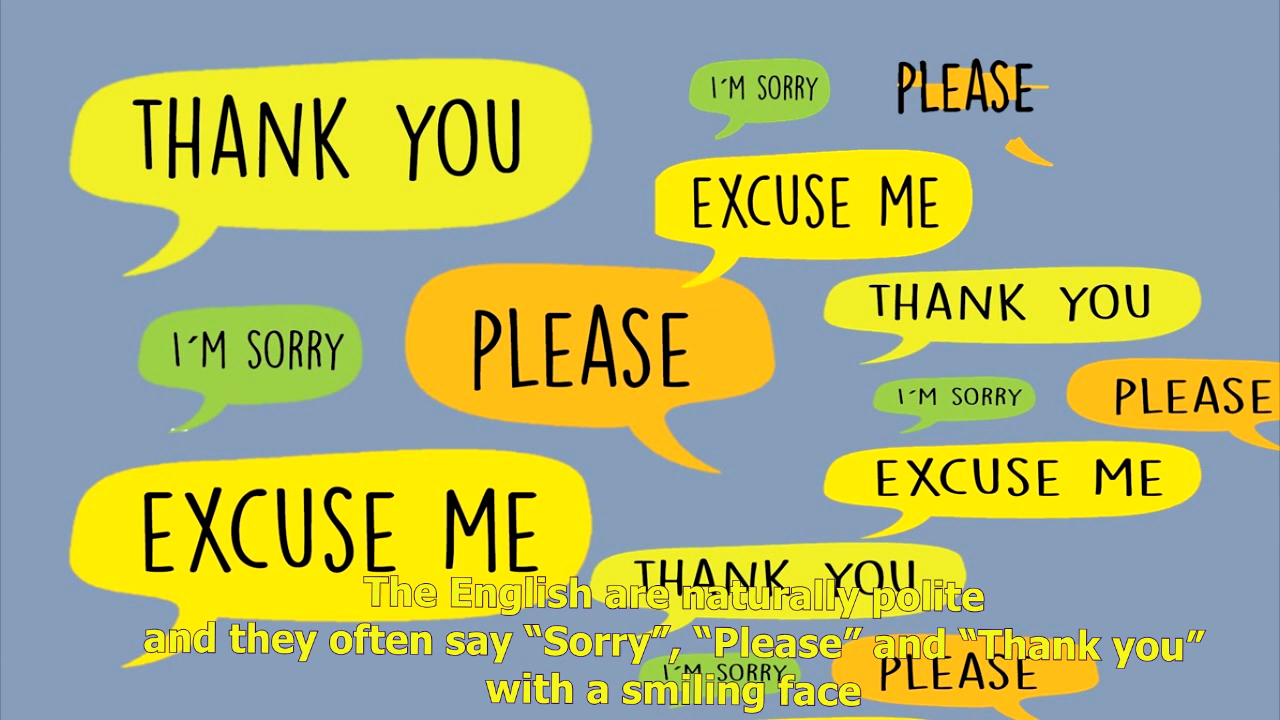 THANK YOU
I´M SORRY
PLEASE
EXCUSE ME
THANK YOU
I´M SORRY
PLEASE
I´M SORRY
PLEASE
EXCUSE ME
EXCUSE ME
THANK YOU
I´M SORRY
PLEASE
The English are naturally polite
and they often say “Sorry”, “Please” and “Thank you”
with a smiling face